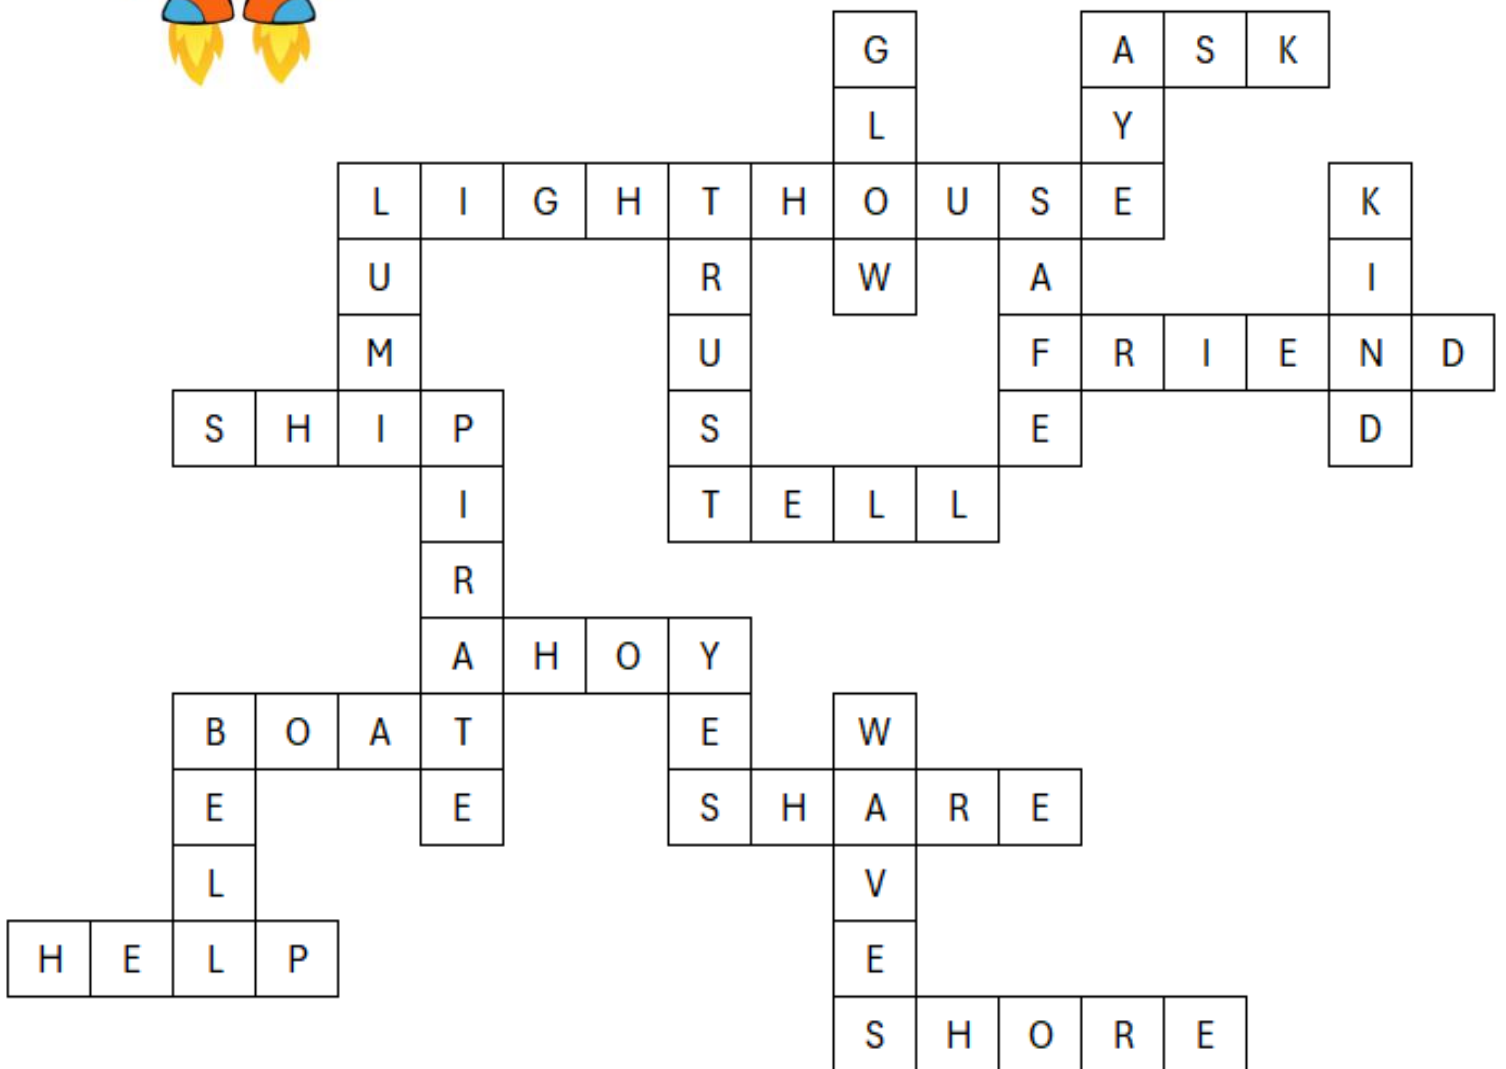 G A S K
L Y
L I G H T H O U S E K
U R W A I
M U F R I E N D
S H I P S E D
I T E L L
R
A H O Y
B O A T E W
E E S H A R E
L V
H E L P E
S H O R E